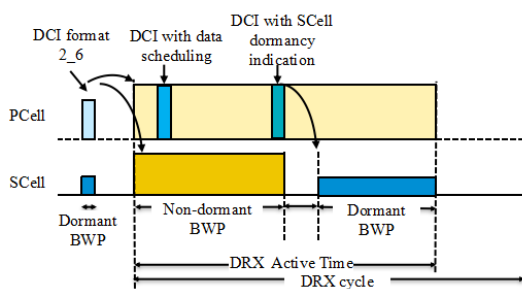 DCI format
2_6
DCI with data
scheduling
DCI with SCell
dormancy
indication
PCell
SCell
Dormant
BWP
Non-dormant
BWP
Dormant
BWP
DRX Active Time
DRX cycle